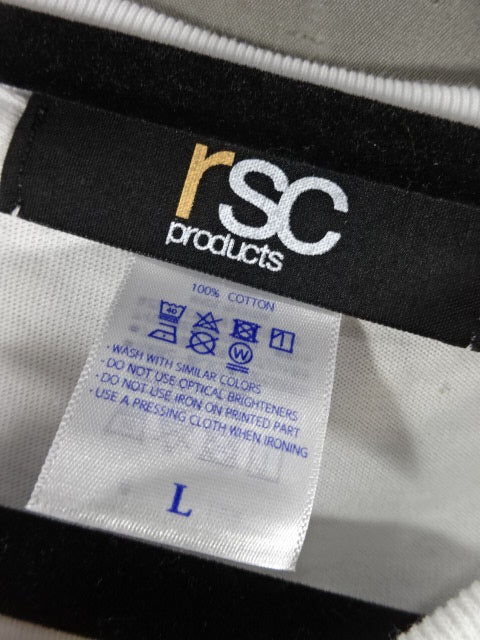 rsc
products
100% COTTON
40
W
· WASH WITH SIMILAR COLORS
· DO NOT USE OPTICAL BRIGHTENERS
· DO NOT USE IRON ON PRINTED PART
· USE A PRESSING CLOTH WHEN IRONING
L